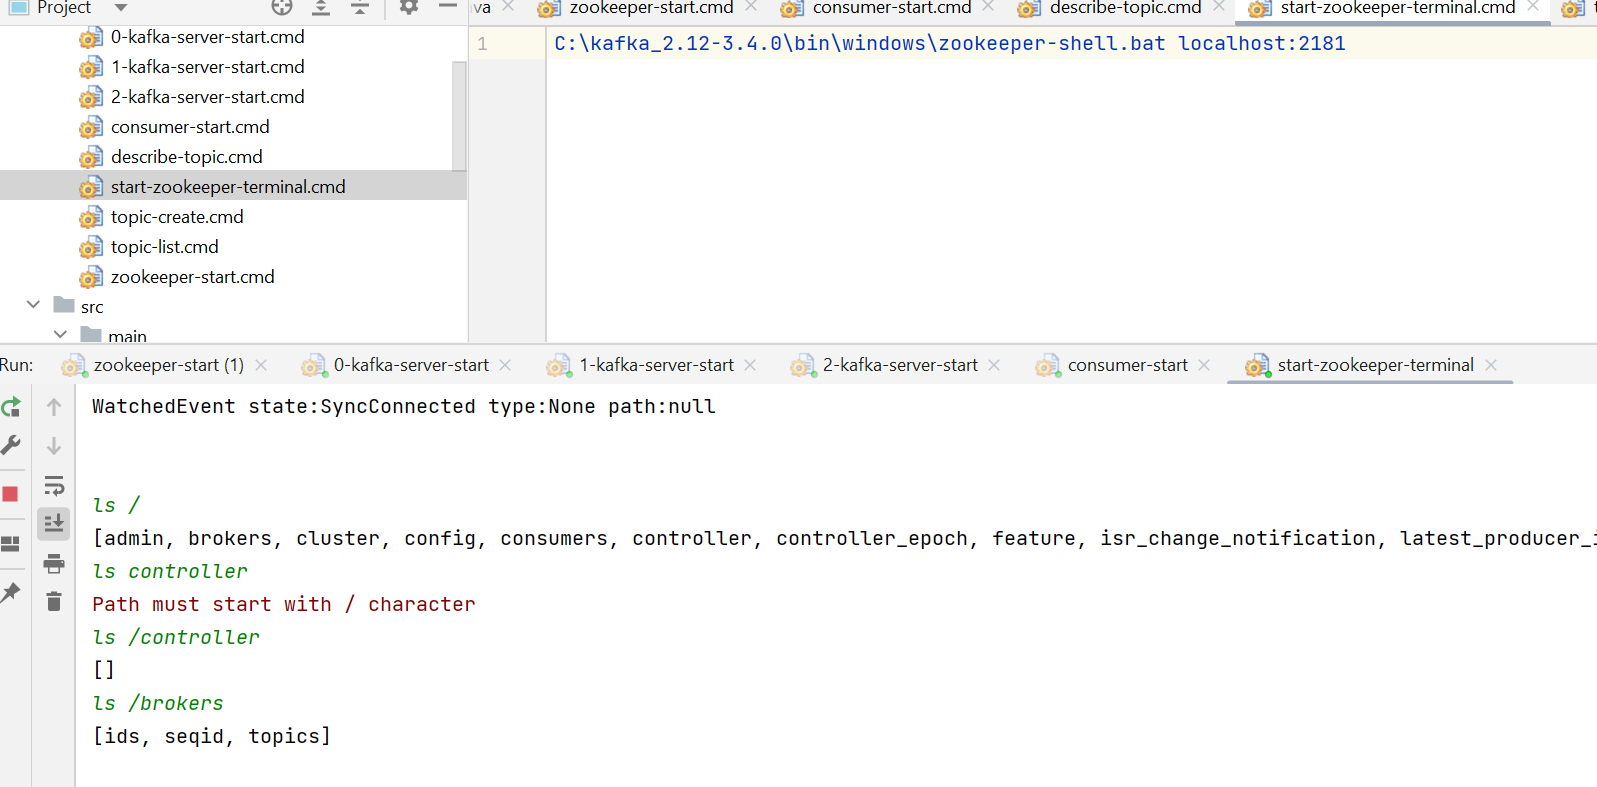 Project
va zookeeper-start.cmd consumer-start.cmd describe-topic.cmd start-zookeeper-terminal.cmd
0-kafka-server-start.cmd
1-kafka-server-start.cmd
2-kafka-server-start.cmd
consumer-start.cmd
describe-topic.cmd
start-zookeeper-terminal.cmd
topic-create.cmd
topic-list.cmd
zookeeper-start.cmd
src
main
1 C:\kafka_2.12-3.4.0\bin\windows\zookeeper-shell.bat localhost:2181
Run: zookeeper-start (1) 0-kafka-server-start 1-kafka-server-start 2-kafka-server-start consumer-start start-zookeeper-terminal
WatchedEvent state:SyncConnected type:None path:null
ls /
[admin, brokers, cluster, config, consumers, controller, controller_epoch, feature, isr_change_notification, latest_producer_i
ls controller
Path must start with / character
ls /controller
[]
ls /brokers
[ids, seqid, topics]